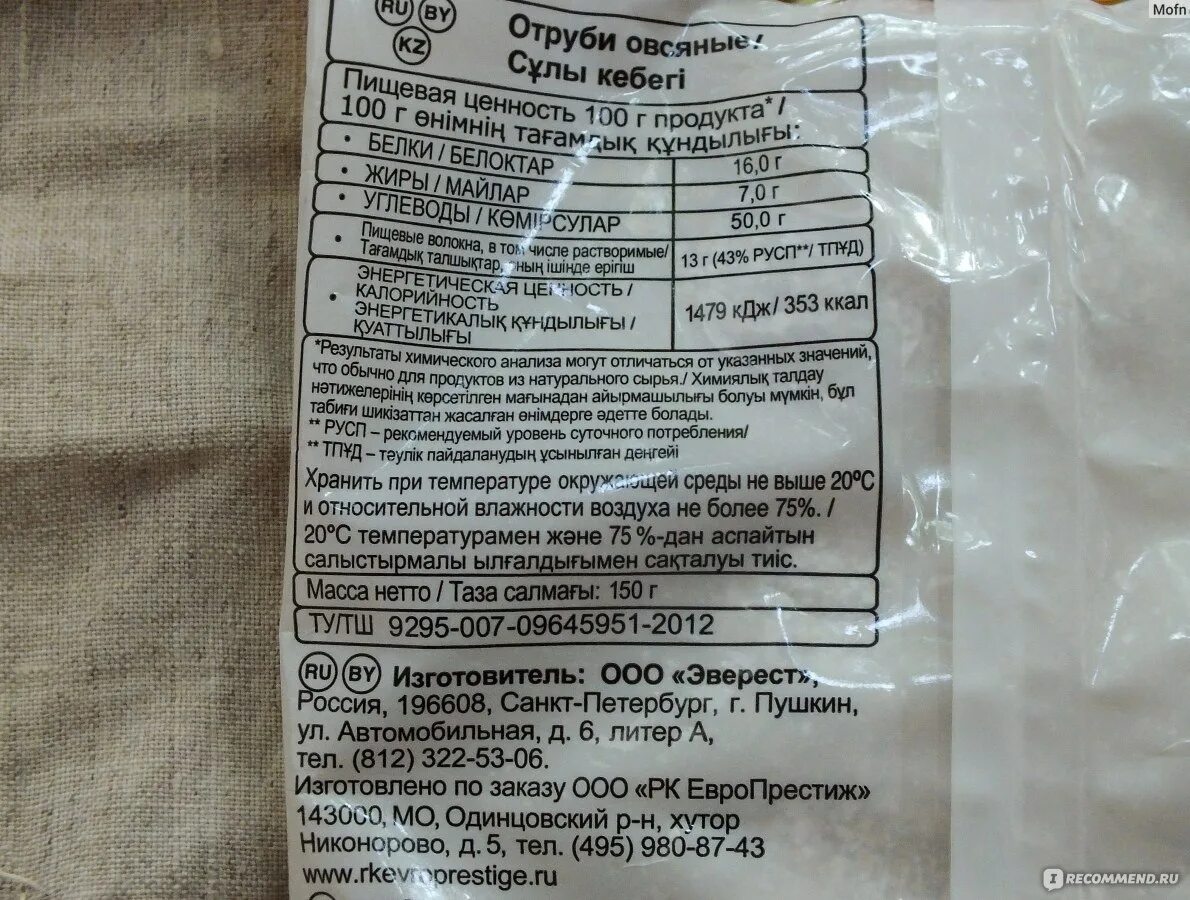 Mofn
RU BY
KZ
Отруби овсяные/
Сұлы кебегі
Пищевая ценность 100 г продукта*/
100 г өнімнің тағамдық құндылығы:
• БЕЛКИ / БЕЛОКТАР 16,0 г
• ЖИРЫ / МАЙЛАР 7,0 г
• УГЛЕВОДЫ / КӨМІРСУЛАР 50,0 г
• Пищевые волокна, в том числе растворимые/
Тағамдық талшықтар, оның ішінде ерігіш 13 г (43% РУСП**/ ТПҰД)
• ЭНЕРГЕТИЧЕСКАЯ ЦЕННОСТЬ /
КАЛОРИЙНОСТЬ
ЭНЕРГЕТИКАЛЫҚ ҚҰНДЫЛЫҒЫ /
ҚУАТТЫЛЫҒЫ 1479 кДж/ 353 ккал
*Результаты химического анализа могут отличаться от указанных значений,
что обычно для продуктов из натурального сырья./ Химиялық талдау
нәтижелерінің көрсетілген мағынадан айырмашылығы болуы мүмкін, бұл
табиғи шикізаттан жасалған өнімдерге әдетте болады.
** РУСП – рекомендуемый уровень суточного потребления/
** ТПҰД – тәулік пайдаланудың ұсынылған деңгейі
Хранить при температуре окружающей среды не выше 20°C
и относительной влажности воздуха не более 75%. /
20°C температурамен және 75 %-дан аспайтын
салыстырмалы ылғалдығымен сақталуы тиіс.
Масса нетто / Таза салмағы: 150 г
ТУ/ТШ 9295-007-09645951-2012
RU BY Изготовитель: ООО «Эверест»,
Россия, 196608, Санкт-Петербург, г. Пушкин,
ул. Автомобильная, д. 6, литер А,
тел. (812) 322-53-06.
Изготовлено по заказу ООО «РК ЕвроПрестиж»
143000, МО, Одинцовский р-н, хутор
Никонорово, д. 5, тел. (495) 980-87-43
www.rkevroprestige.ru
IRECOMMEND.RU